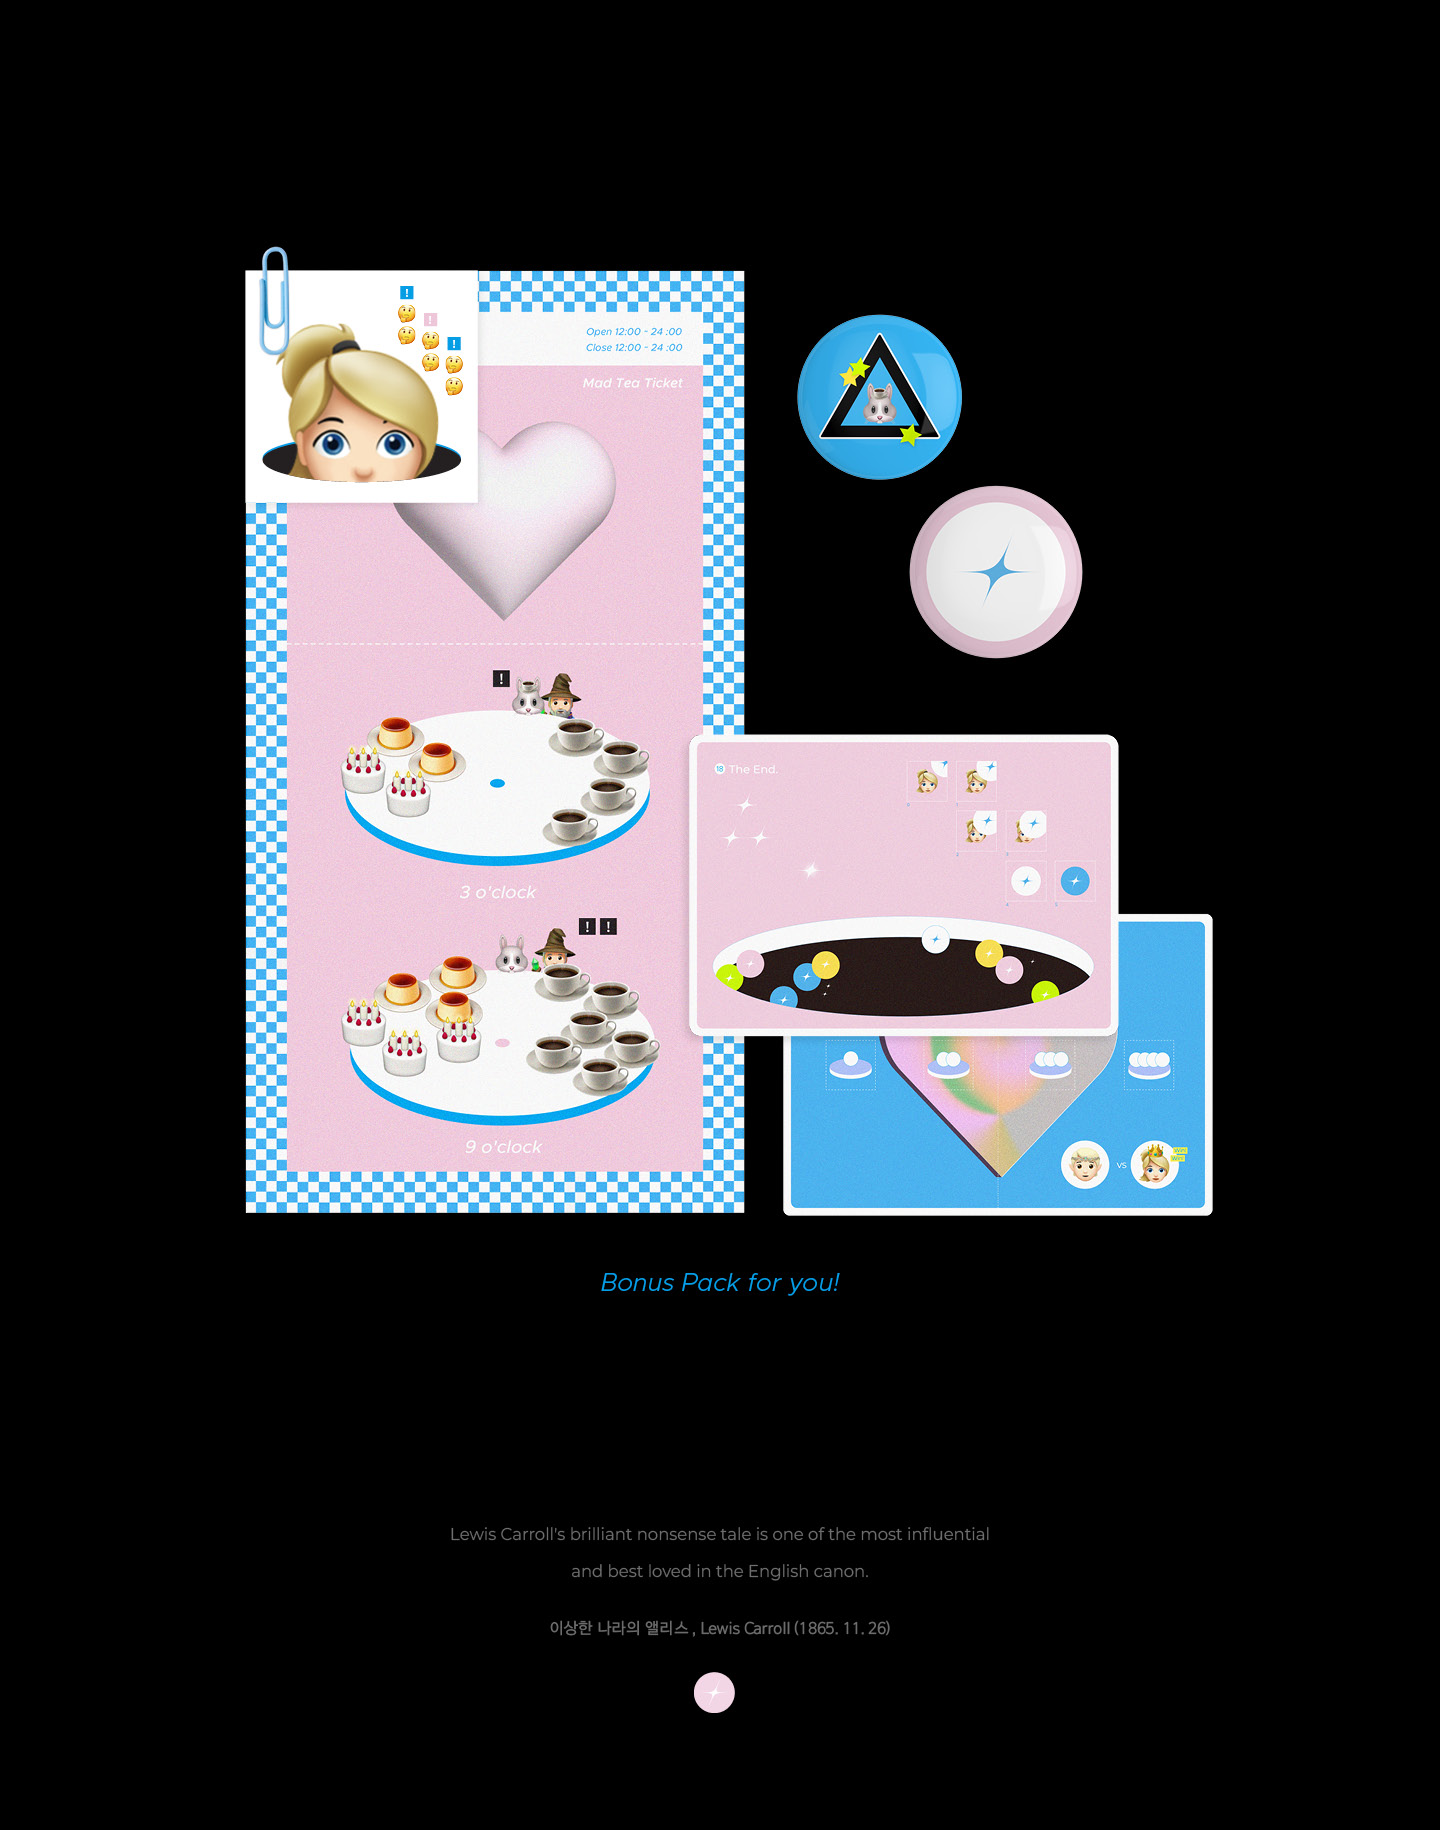 !
!
!
Open 12:00 - 24 :00
Close 12:00 - 24 :00
Mad Tea Ticket
!
3 o'clock
! !
9 o'clock
18 The End.
vs
Win!
Win!
Bonus Pack for you!
Lewis Carroll's brilliant nonsense tale is one of the most influential
and best loved in the English canon.
이상한 나라의 앨리스 , Lewis Carroll (1865. 11. 26)